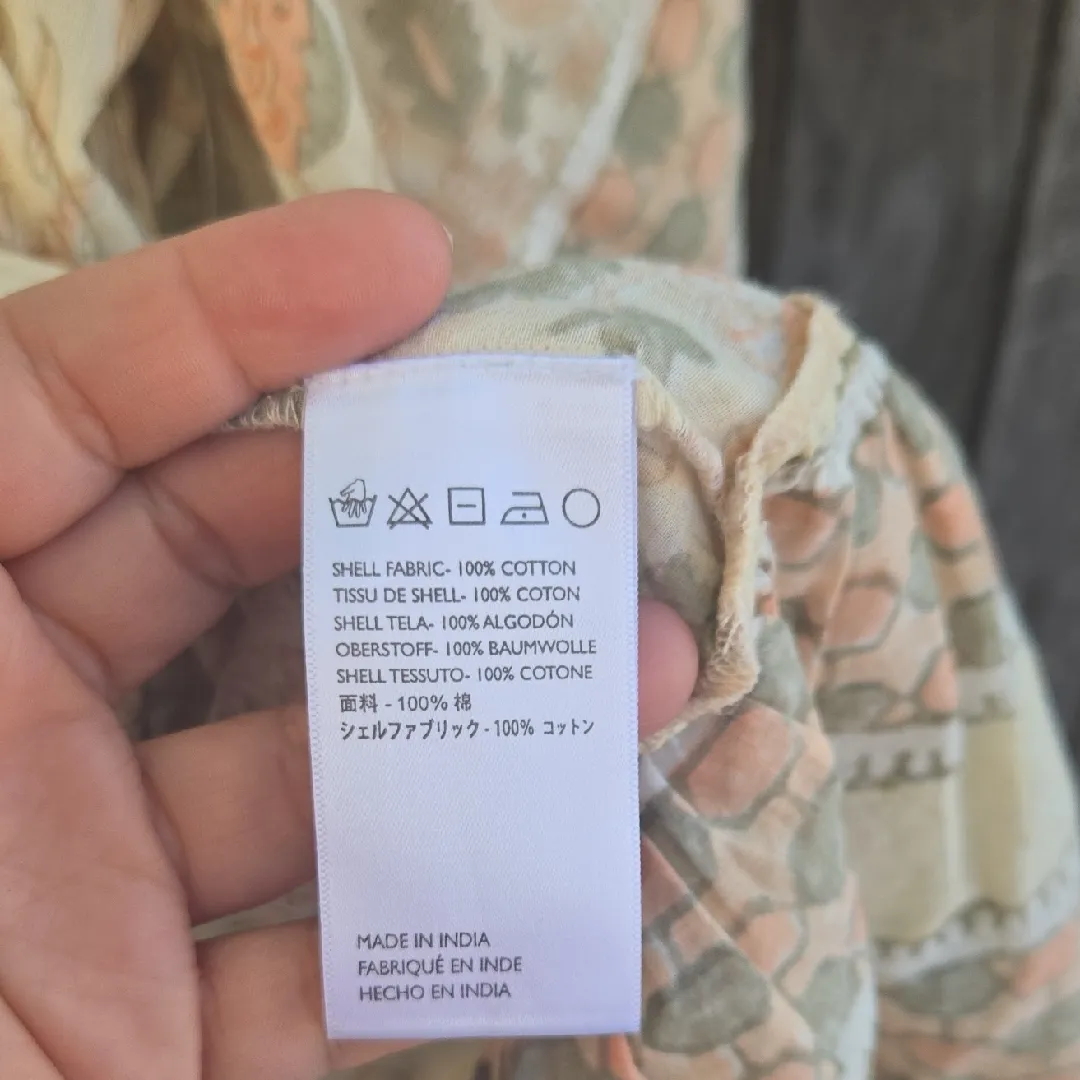 SHELL FABRIC- 100% COTTON
TISSU DE SHELL- 100% COTON
SHELL TELA- 100% ALGODÓN
OBERSTOFF- 100% BAUMWOLLE
SHELL TESSUTO- 100% COTONE
面料 - 100% 棉
シェルファブリック - 100% コットン
MADE IN INDIA
FABRIQUÉ EN INDE
HECHO EN INDIA